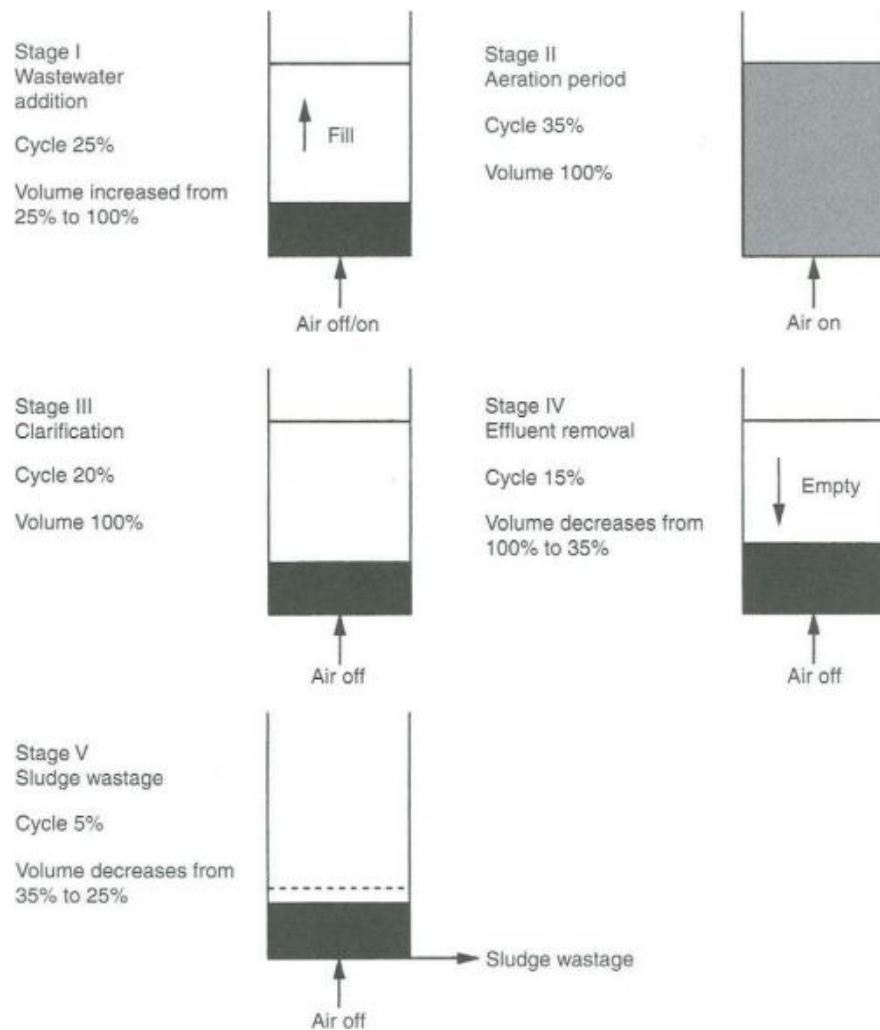 Stage I
Wastewater
addition
Cycle 25%
Volume increased from
25% to 100%
Fill
Air off/on
Stage II
Aeration period
Cycle 35%
Volume 100%
Air on
Stage III
Clarification
Cycle 20%
Volume 100%
Air off
Stage IV
Effluent removal
Cycle 15%
Volume decreases from
100% to 35%
Empty
Air off
Stage V
Sludge wastage
Cycle 5%
Volume decreases from
35% to 25%
Sludge wastage
Air off